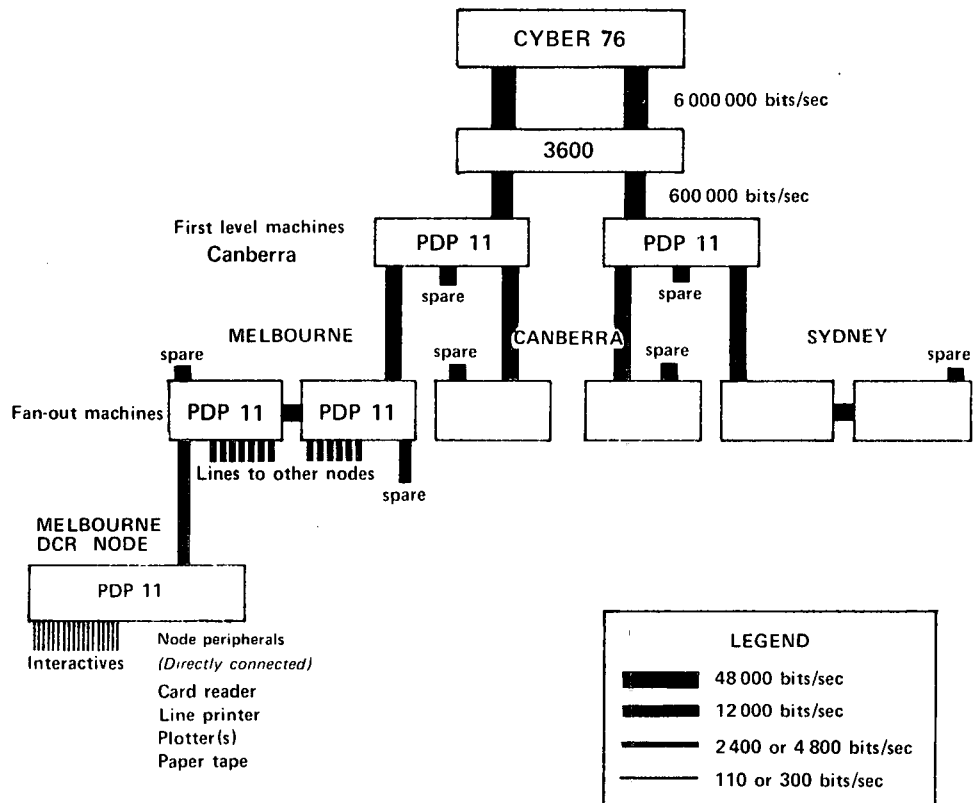 CYBER 76
6 000 000 bits/sec
3600
600 000 bits/sec
First level machines
Canberra
PDP 11
PDP 11
spare
spare
MELBOURNE
CANBERRA
SYDNEY
spare
spare
spare
spare
Fan-out machines
PDP 11
PDP 11
Lines to other nodes
spare
MELBOURNE
DCR NODE
PDP 11
Interactives
Node peripherals
(Directly connected)
Card reader
Line printer
Plotter(s)
Paper tape
LEGEND
48 000 bits/sec
12 000 bits/sec
2 400 or 4 800 bits/sec
110 or 300 bits/sec